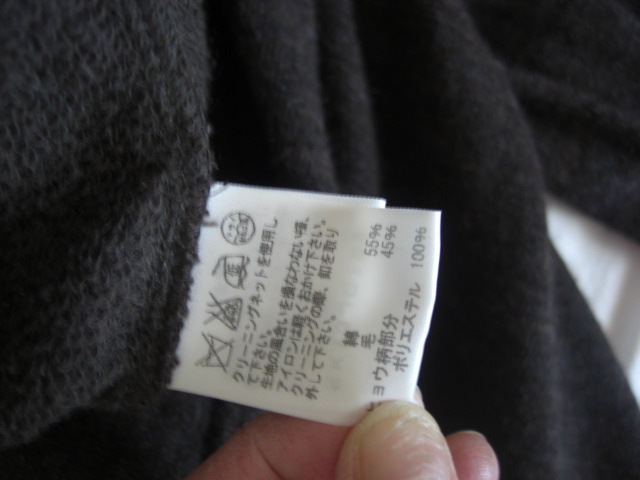 クリーニングネットを使用し
て下さい。
生地の風合いを損なわない様、
アイロンは軽くおかけ下さい。
クリーニングの際、釦を取り
外して下さい。
綿 55%
毛 45%
ヒョウ柄部分
ポリエステル 100%